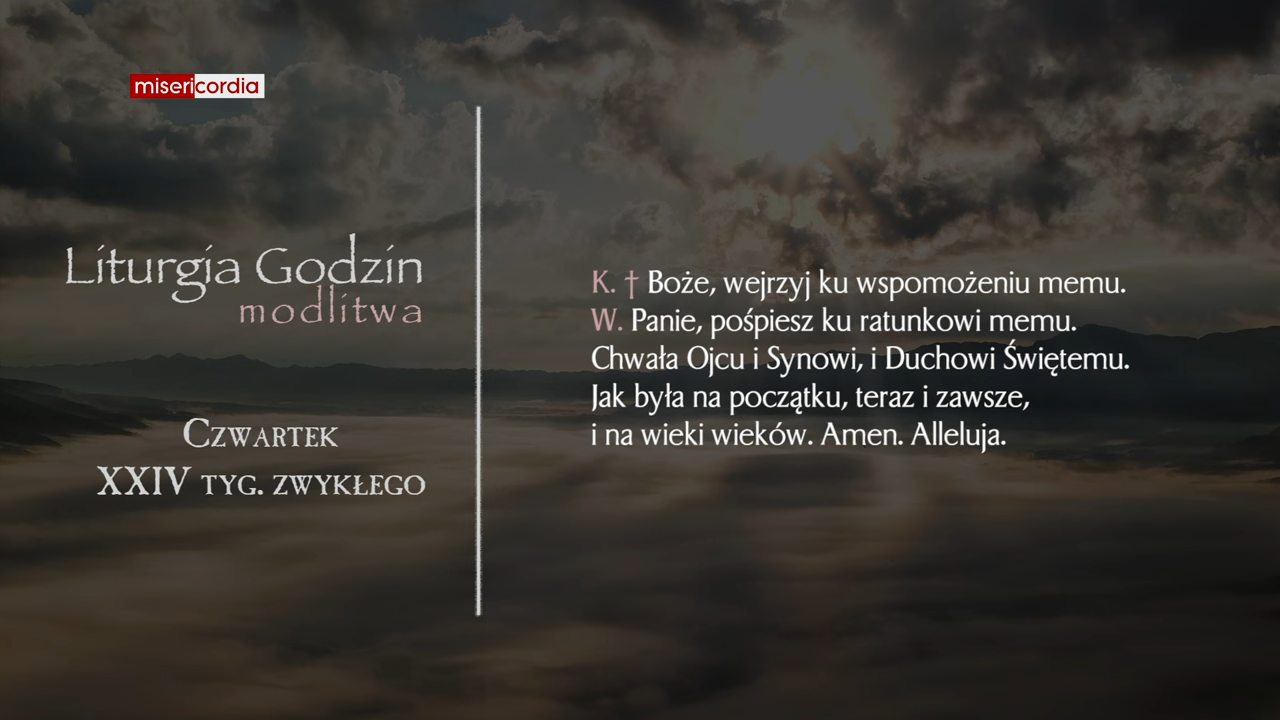 misericordia
Liturgia Godzin
modlitwa
Czwartek
XXIV tyg. zwykłego
K. † Boże, wejrzyj ku wspomożeniu memu.
W. Panie, pośpiesz ku ratunkowi memu.
Chwała Ojcu i Synowi, i Duchowi Świętemu.
Jak była na początku, teraz i zawsze,
i na wieki wieków. Amen. Alleluja.